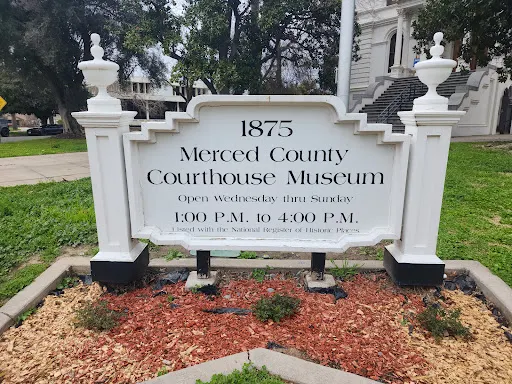 1875
Merced County
Courthouse Museum
Open Wednesday thru Sunday
1:00 P.M. to 4:00 P.M.
Listed with the National Register of Historic Places